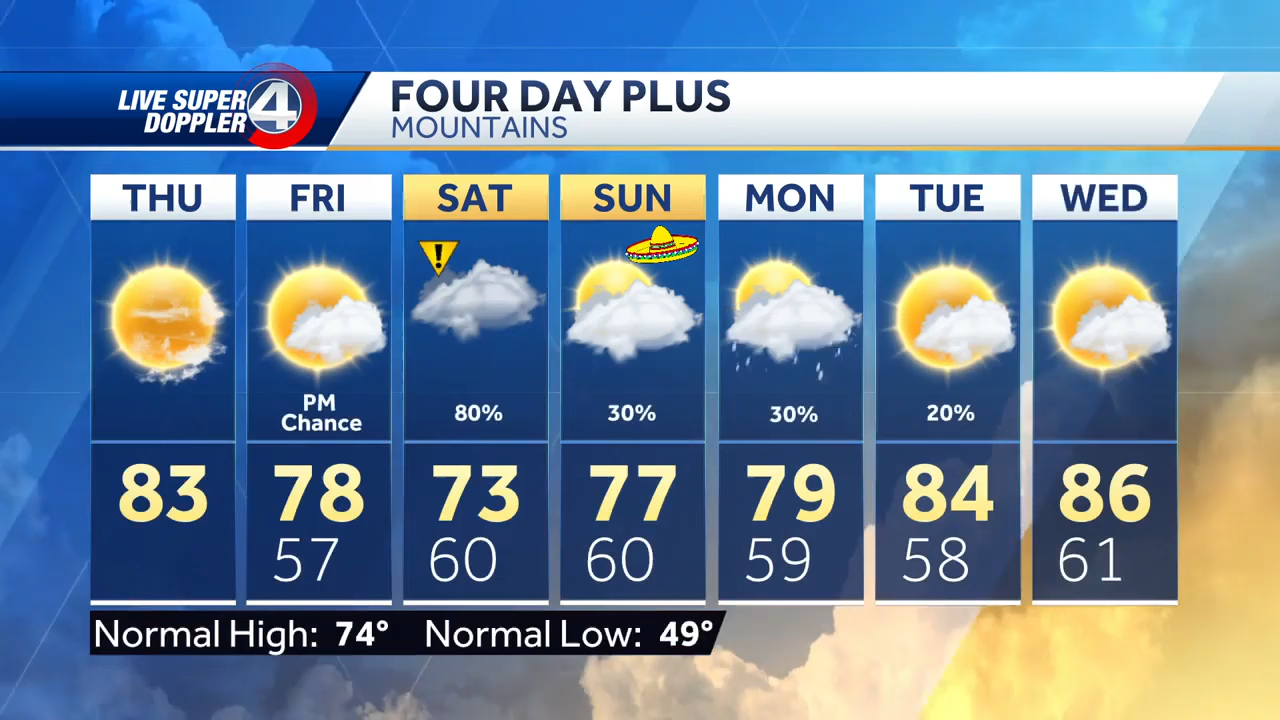 LIVE SUPER
DOPPLER 4
FOUR DAY PLUS
MOUNTAINS
THU FRI SAT SUN MON TUE WED
!
PM
Chance 80% 30% 30% 20%
83 78 73 77 79 84 86
57 60 60 59 58 61
Normal High: 74° Normal Low: 49°